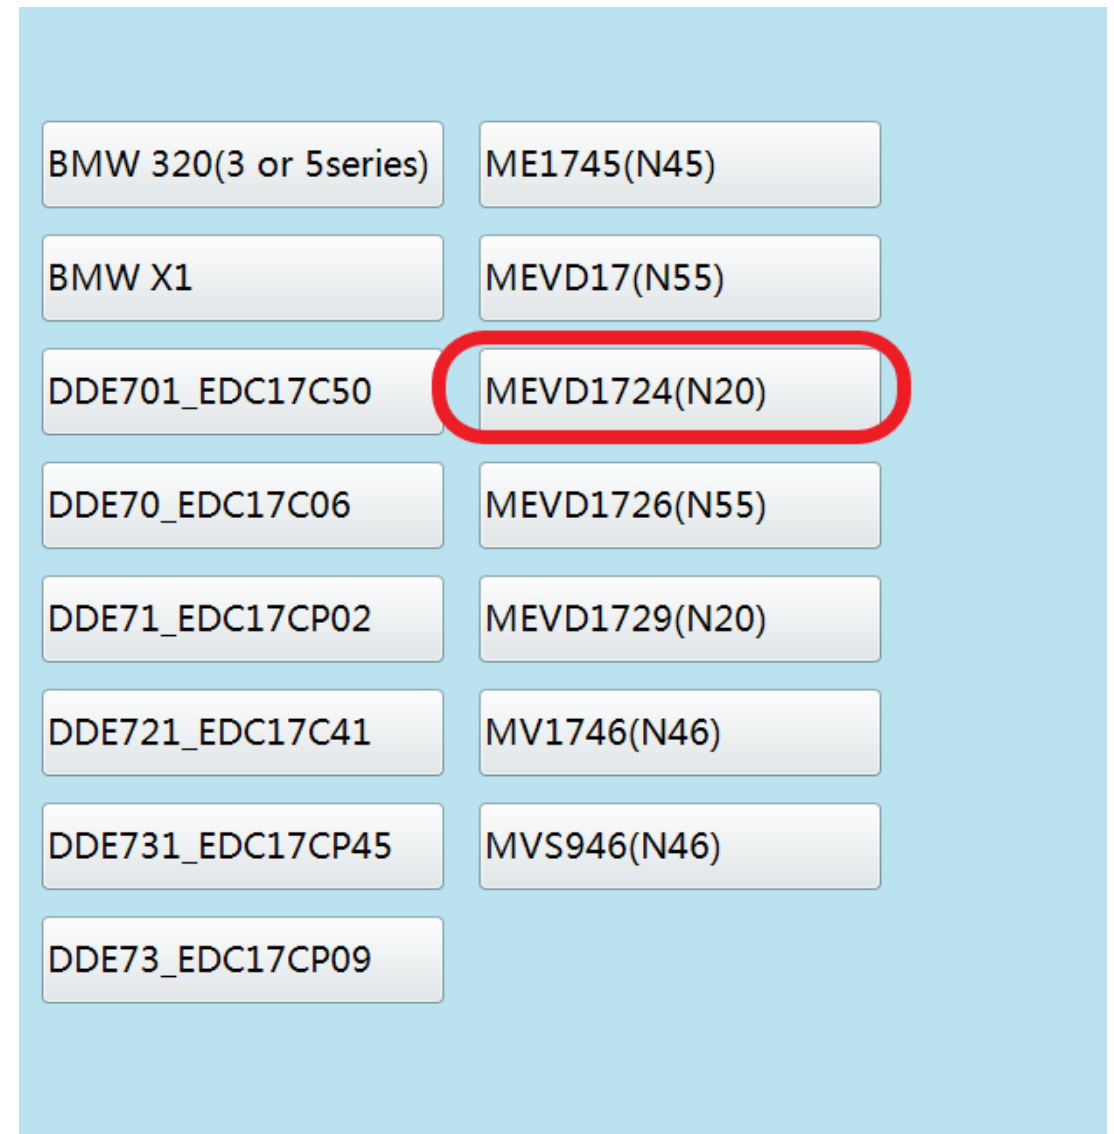 BMW 320(3 or 5series)
ME1745(N45)
BMW X1
MEVD17(N55)
DDE701_EDC17C50
MEVD1724(N20)
DDE70_EDC17C06
MEVD1726(N55)
DDE71_EDC17CP02
MEVD1729(N20)
DDE721_EDC17C41
MV1746(N46)
DDE731_EDC17CP45
MVS946(N46)
DDE73_EDC17CP09